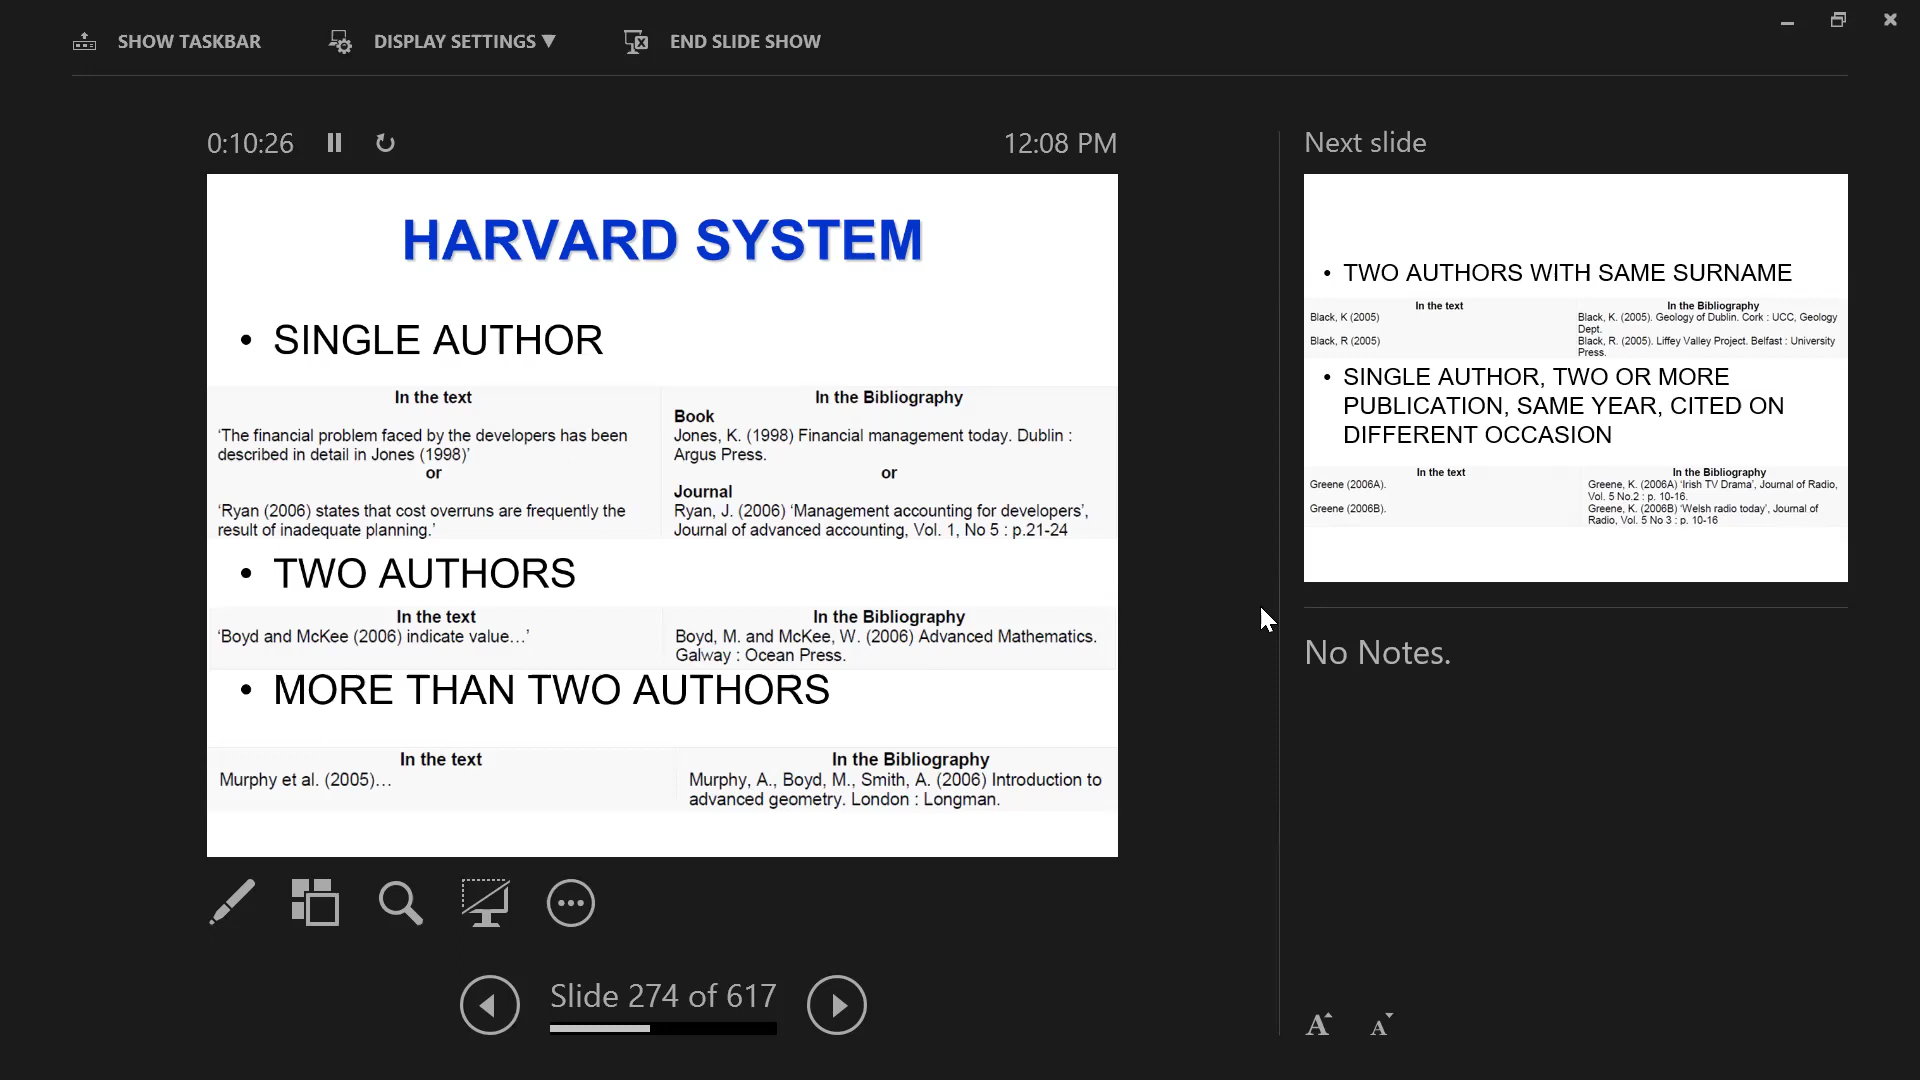 SHOW TASKBAR
DISPLAY SETTINGS ▼
END SLIDE SHOW
0:10:26
12:08 PM
HARVARD SYSTEM
• SINGLE AUTHOR
In the text
‘The financial problem faced by the developers has been
described in detail in Jones (1998)’
or
‘Ryan (2006) states that cost overruns are frequently the
result of inadequate planning.’
In the Bibliography
Book
Jones, K. (1998) Financial management today. Dublin :
Argus Press.
or
Journal
Ryan, J. (2006) ‘Management accounting for developers’,
Journal of advanced accounting, Vol. 1, No 5 : p.21-24
• TWO AUTHORS
In the text
‘Boyd and McKee (2006) indicate value…’
In the Bibliography
Boyd, M. and McKee, W. (2006) Advanced Mathematics.
Galway : Ocean Press.
• MORE THAN TWO AUTHORS
In the text
Murphy et al. (2005)…
In the Bibliography
Murphy, A., Boyd, M., Smith, A. (2006) Introduction to
advanced geometry. London : Longman.
Slide 274 of 617
Next slide
• TWO AUTHORS WITH SAME SURNAME
In the text
Black, K (2005)
Black, R (2005)
In the Bibliography
Black, K. (2005). Geology of Dublin. Cork : UCC, Geology
Dept.
Black, R. (2005). Liffey Valley Project. Belfast : University
Press.
• SINGLE AUTHOR, TWO OR MORE
PUBLICATION, SAME YEAR, CITED ON
DIFFERENT OCCASION
In the text
Greene (2006A).
Greene (2006B).
In the Bibliography
Greene, K. (2006A) ‘Irish TV Drama’, Journal of Radio,
Vol. 5 No.2 : p. 10-16.
Greene, K. (2006B) ‘Welsh radio today’, Journal of
Radio, Vol. 5 No 3 : p. 10-16
No Notes.
A A